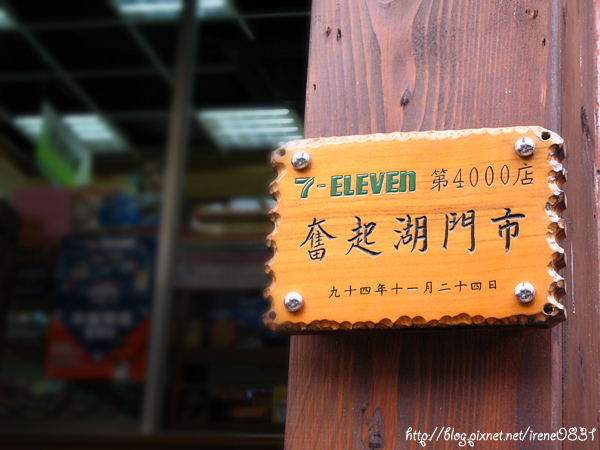 7-ELEVEN 第4000店
奮起湖門市
九十四年十一月二十四日
http://blog.pixnet.net/irene0831